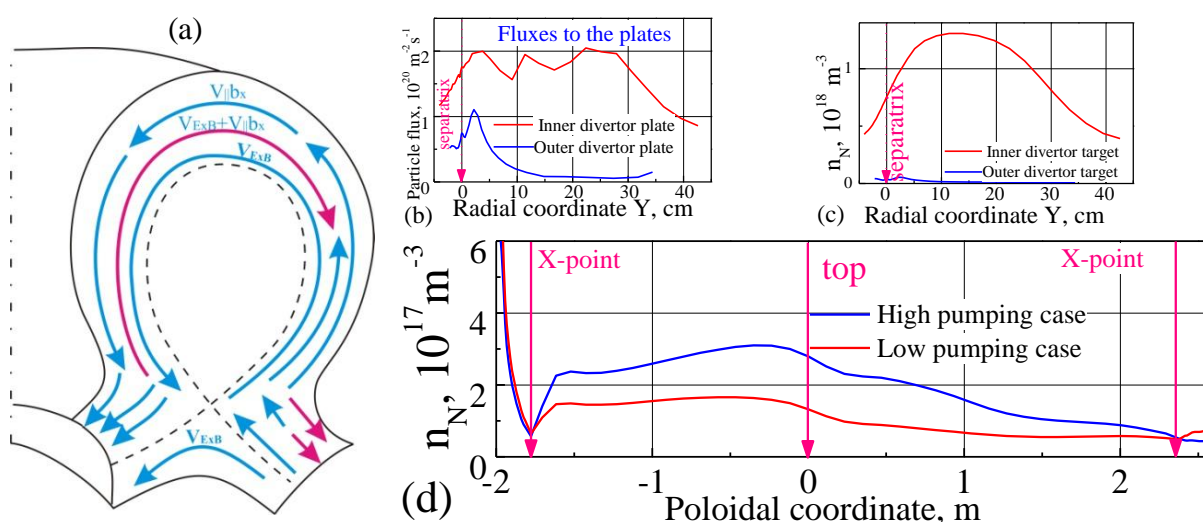 (a)
V||bx
VExB+V||bx
VExB
VExB
(b)
Fluxes to the plates
Particle flux, 10^20 m^-2 s^-1
2
1
0
separatrix
Inner divertor plate
Outer divertor plate
0 10 20 30 40
Radial coordinate Y, cm
(c)
n_N, 10^18 m^-3
1
0
separatrix
Inner divertor target
Outer divertor target
0 10 20 30 40
Radial coordinate Y, cm
(d)
n_N, 10^17 m^-3
6
4
2
0
X-point
top
X-point
High pumping case
Low pumping case
-2 -1 0 1 2
Poloidal coordinate, m